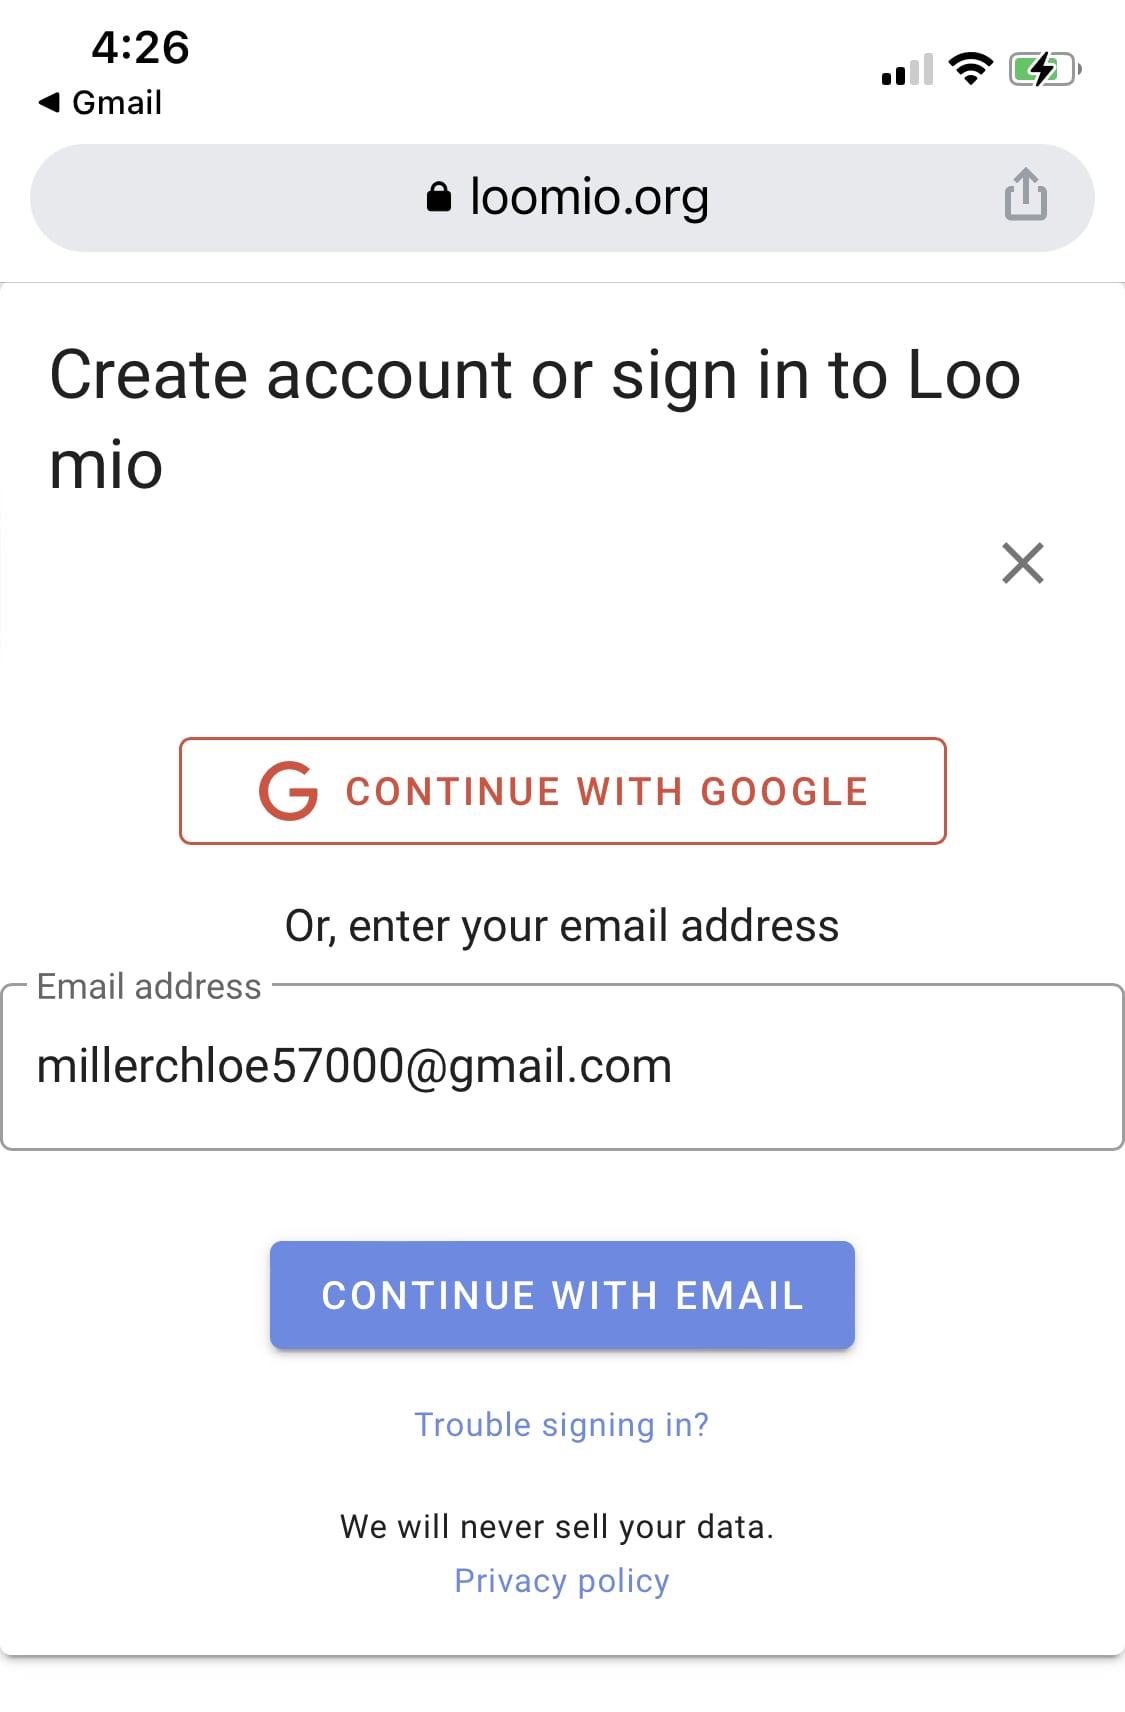 4:26
Gmail
loomio.org
Create account or sign in to Loo
mio
CONTINUE WITH GOOGLE
Or, enter your email address
Email address
millerchloe57000@gmail.com
CONTINUE WITH EMAIL
Trouble signing in?
We will never sell your data.
Privacy policy